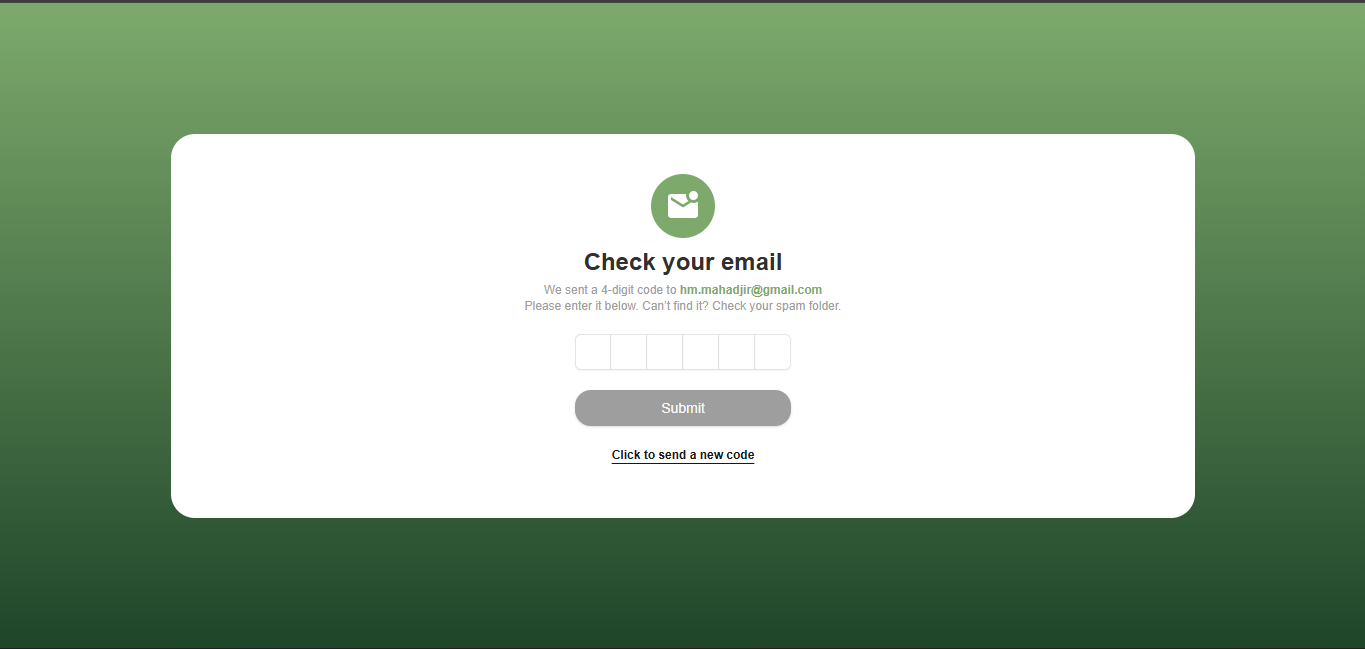 Check your email
We sent a 4-digit code to hm.mahadjir@gmail.com
Please enter it below. Can't find it? Check your spam folder.
Submit
Click to send a new code